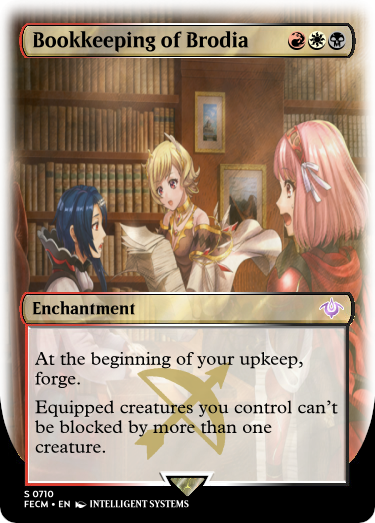 Bookkeeping of Brodia
Enchantment
At the beginning of your upkeep,
forge.
Equipped creatures you control can't
be blocked by more than one
creature.
S 0710
FECM • EN INTELLIGENT SYSTEMS